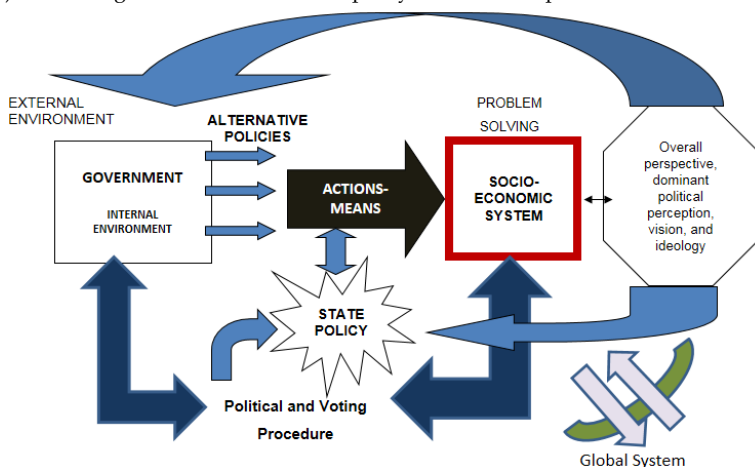 EXTERNAL
ENVIRONMENT
ALTERNATIVE
POLICIES
PROBLEM
SOLVING
GOVERNMENT
INTERNAL
ENVIRONMENT
ACTIONS-
MEANS
SOCIO-
ECONOMIC
SYSTEM
Overall
perspective,
dominant
political
perception,
vision, and
ideology
STATE
POLICY
Political and Voting
Procedure
Global System